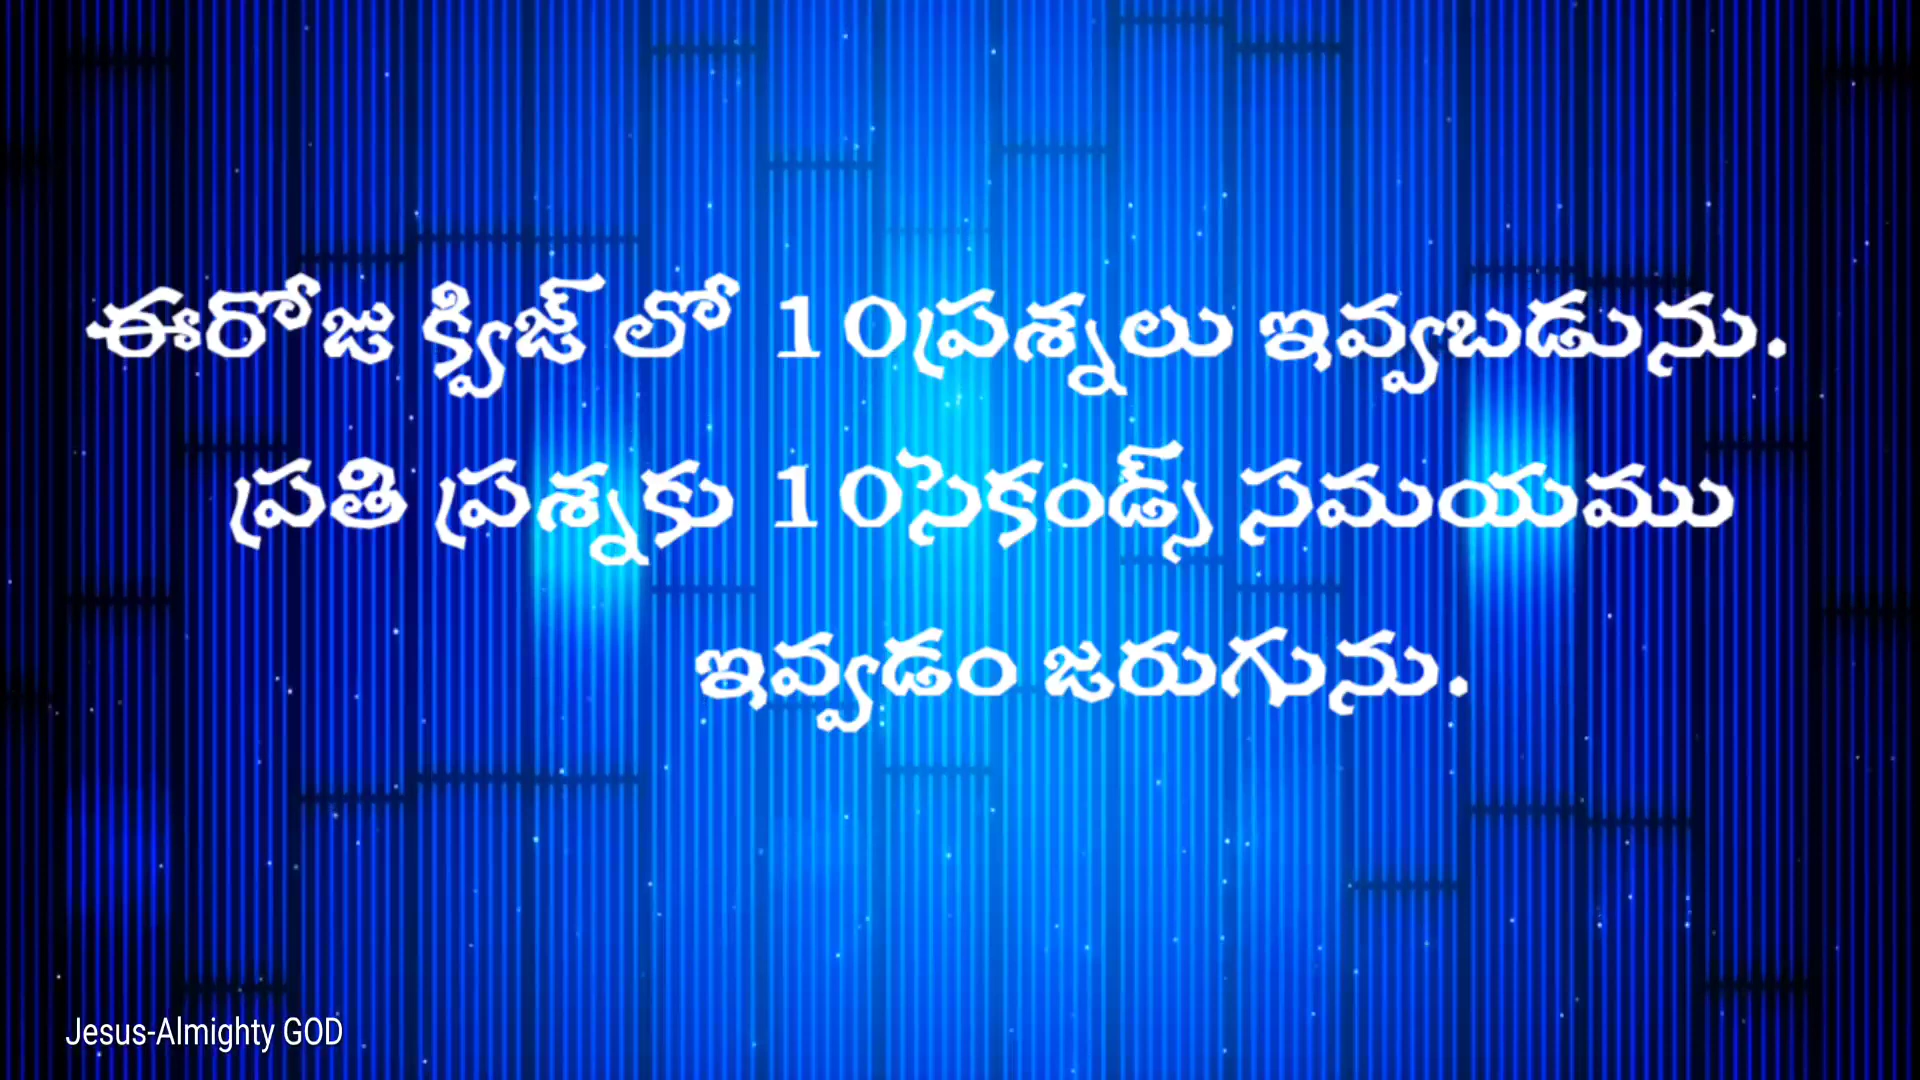 ఈరోజు క్విజ్ లో 10ప్రశ్నలు ఇవ్వబడును.
ప్రతి ప్రశ్నకు 10సెకండ్స్ సమయము
ఇవ్వడం జరుగును.
Jesus-Almighty GOD